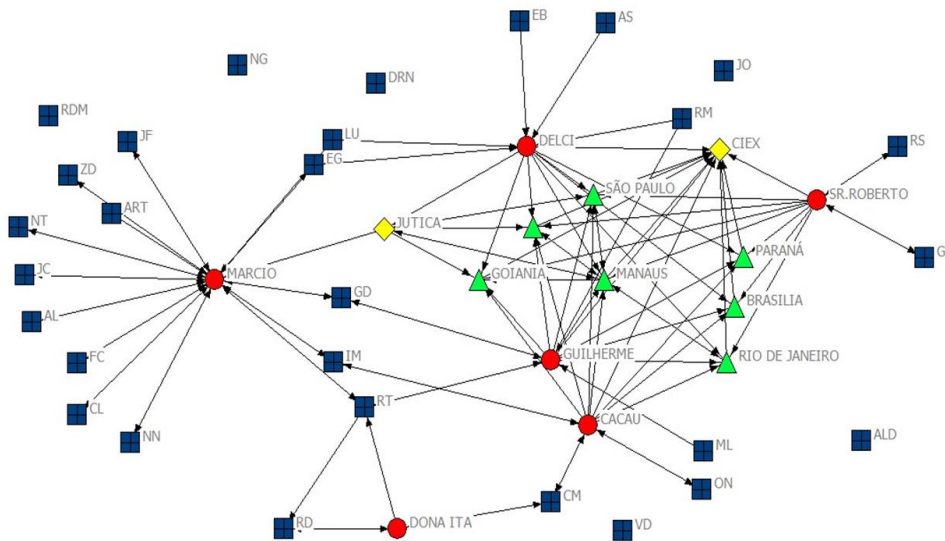 EB
AS
NG
JO
DRN
RDM
RM
JF
LU
DELCI
CIEX
RS
EG
ZD
SÃO PAULO
SR.ROBERTO
ART
NT
JUTICA
PARANÁ
G
JC
MARCIO
GOIANIA
MANAUS
GD
BRASILIA
AL
FC
IM
GUILHERME
RIO DE JANEIRO
RT
CL
CACAU
NN
ML
ALD
ON
CM
RD
DONA ITA
VD